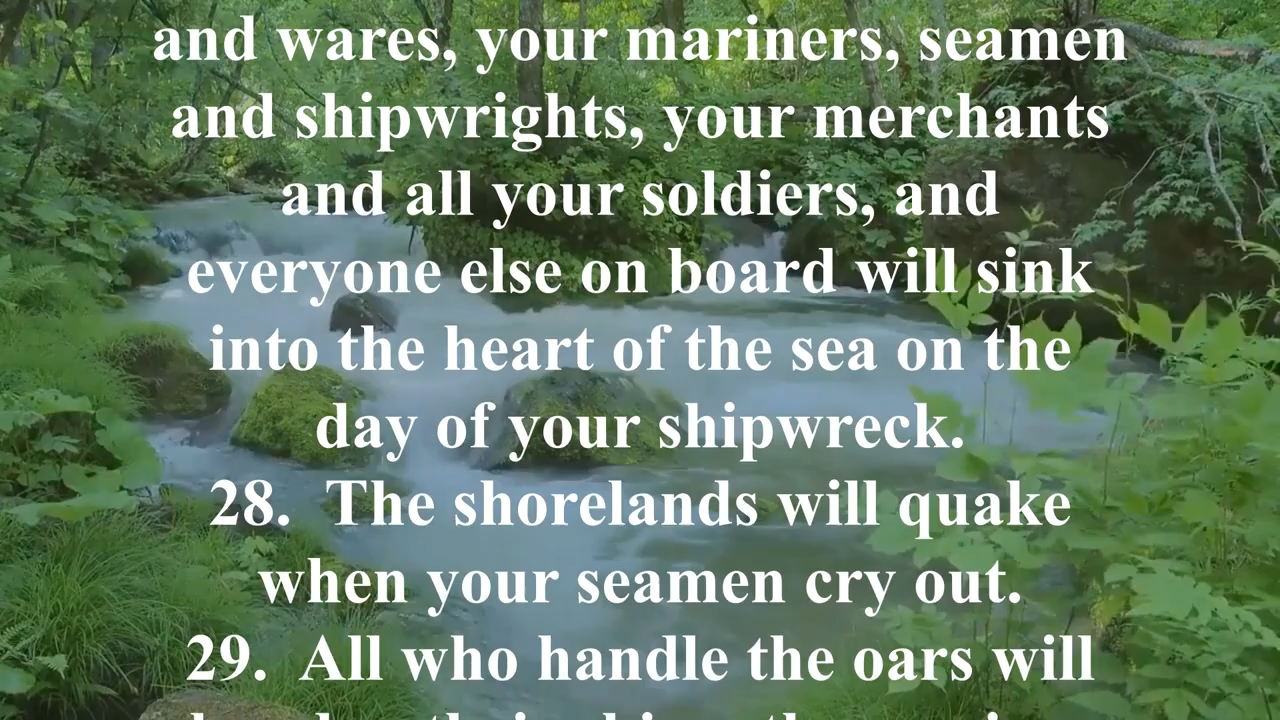 and wares, your mariners, seamen
and shipwrights, your merchants
and all your soldiers, and
everyone else on board will sink
into the heart of the sea on the
day of your shipwreck.
28.  The shorelands will quake
when your seamen cry out.
29.  All who handle the oars will